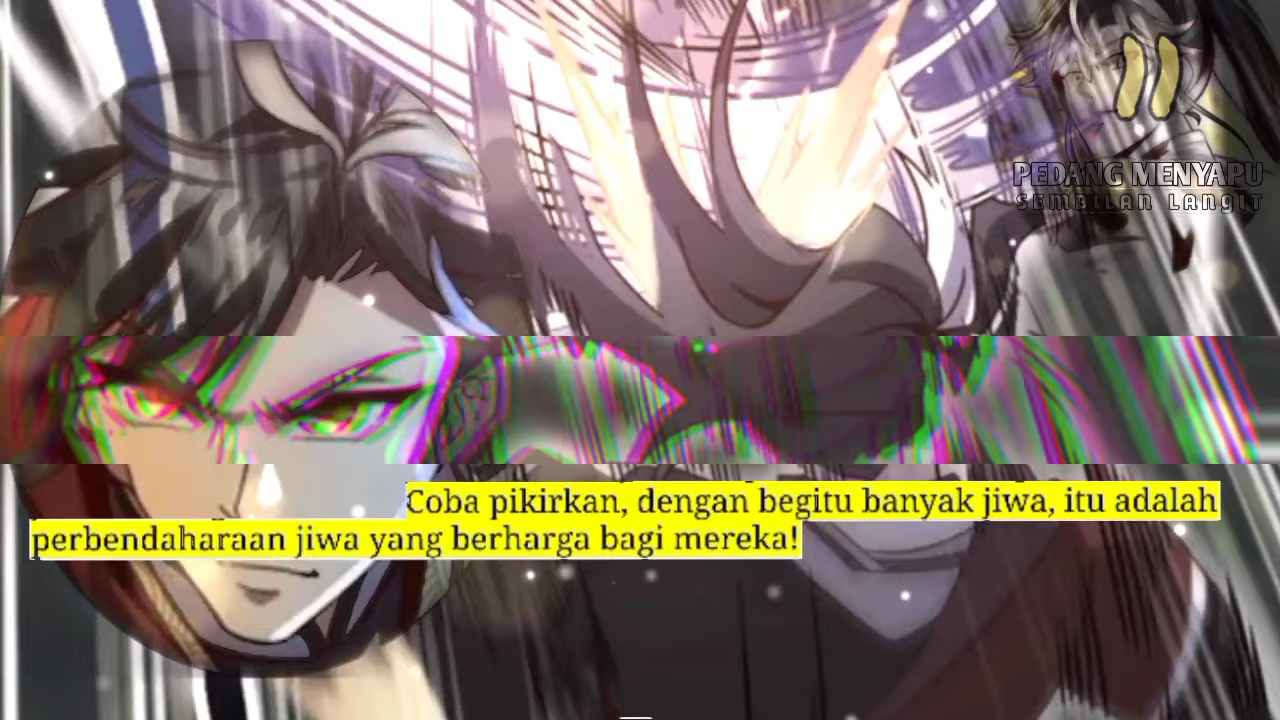 PEDANG MENYAPU
SEMBILAN LANGIT
Coba pikirkan, dengan begitu banyak jiwa, itu adalah
perbendaharaan jiwa yang berharga bagi mereka!